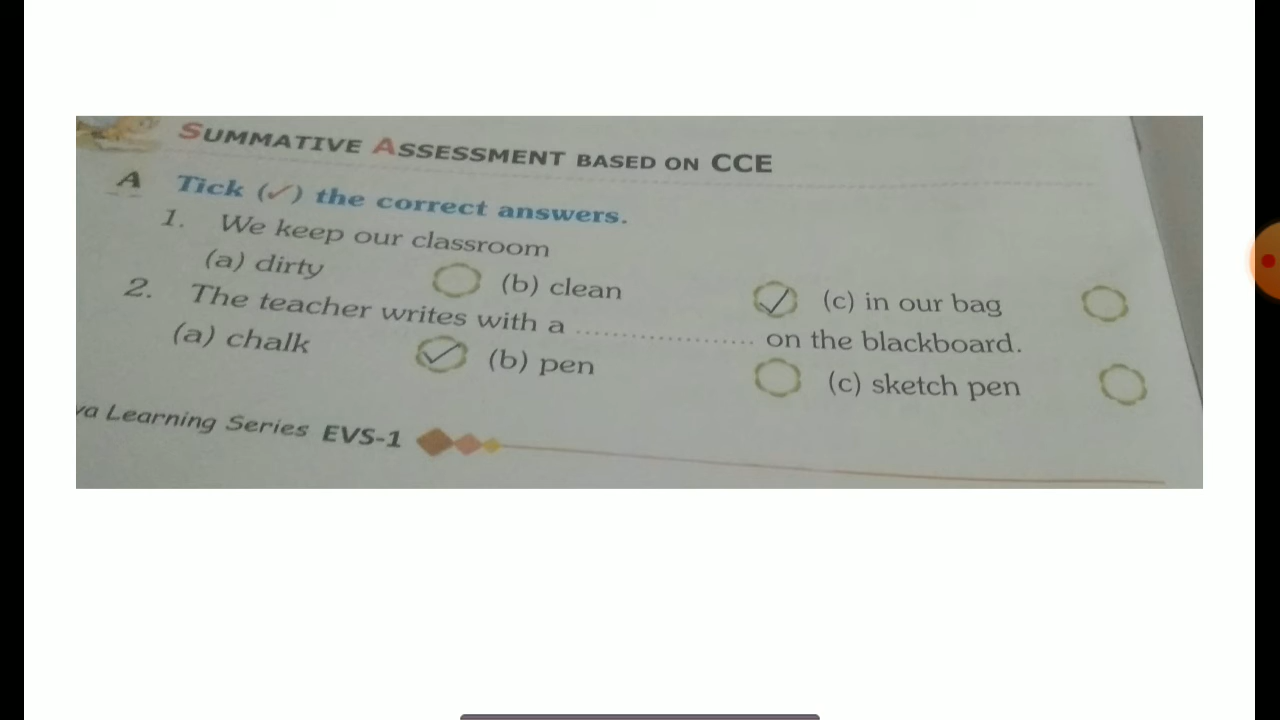 SUMMATIVE ASSESSMENT BASED ON CCE
A Tick (✓) the correct answers.
1. We keep our classroom
(a) dirty (b) clean ✓ (c) in our bag
2. The teacher writes with a .................... on the blackboard.
(a) chalk ✓ (b) pen (c) sketch pen
va Learning Series EVS-1